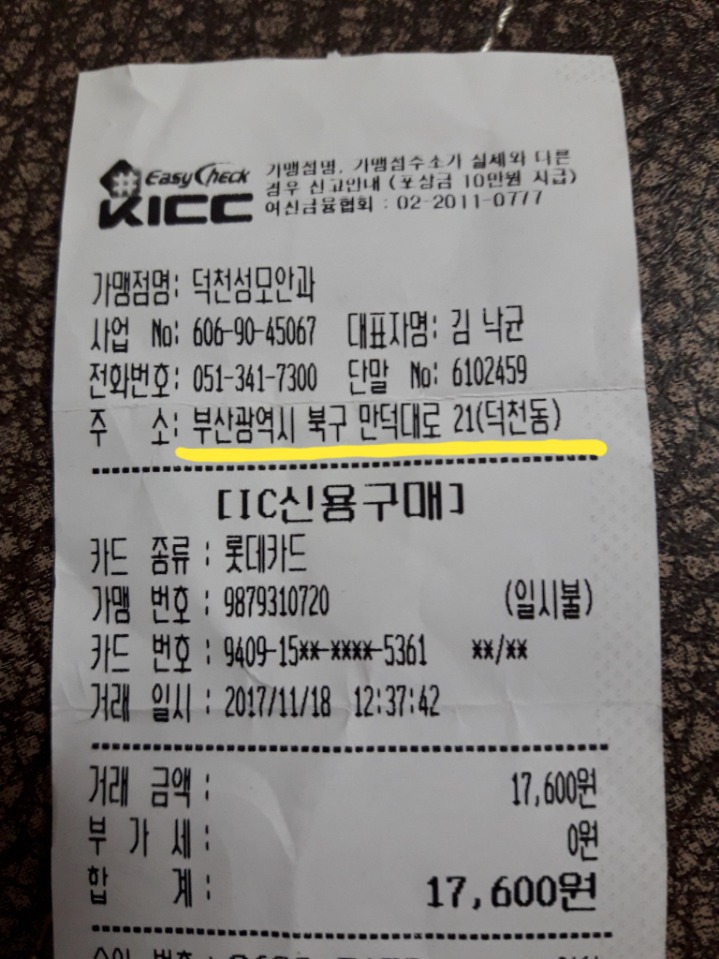 EasyCheck
KICC
가맹점명, 가맹점주소가 실제와 다른
경우 신고안내 (포상금 10만원 지급)
여신금융협회 : 02-2011-0777
가맹점명: 덕천성모안과
사업 No: 606-90-45067 대표자명: 김 낙균
전화번호: 051-341-7300 단말 No: 6102459
주 소: 부산광역시 북구 만덕대로 21(덕천동)
[IC신용구매]
카드 종류 : 롯데카드
가맹 번호 : 9879310720 (일시불)
카드 번호 : 9409-15**-****-5361 **/**
거래 일시 : 2017/11/18 12:37:42
거래 금액 : 17,600원
부 가 세 : 0원
합 계 : 17,600원